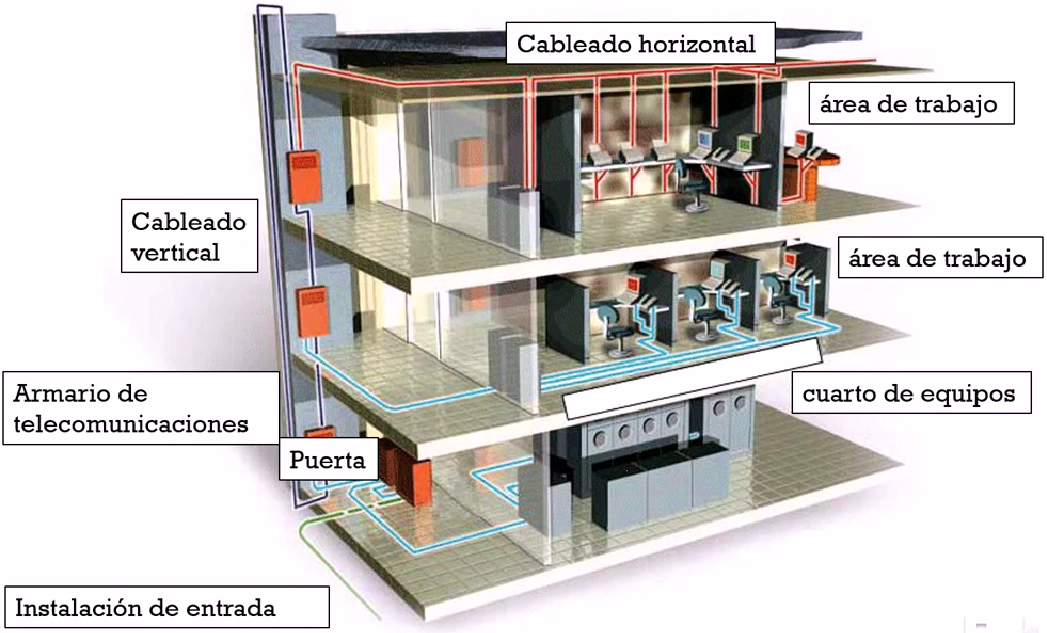 Cableado horizontal
área de trabajo
Cableado
vertical
área de trabajo
Armario de
telecomunicaciones
cuarto de equipos
Puerta
Instalación de entrada